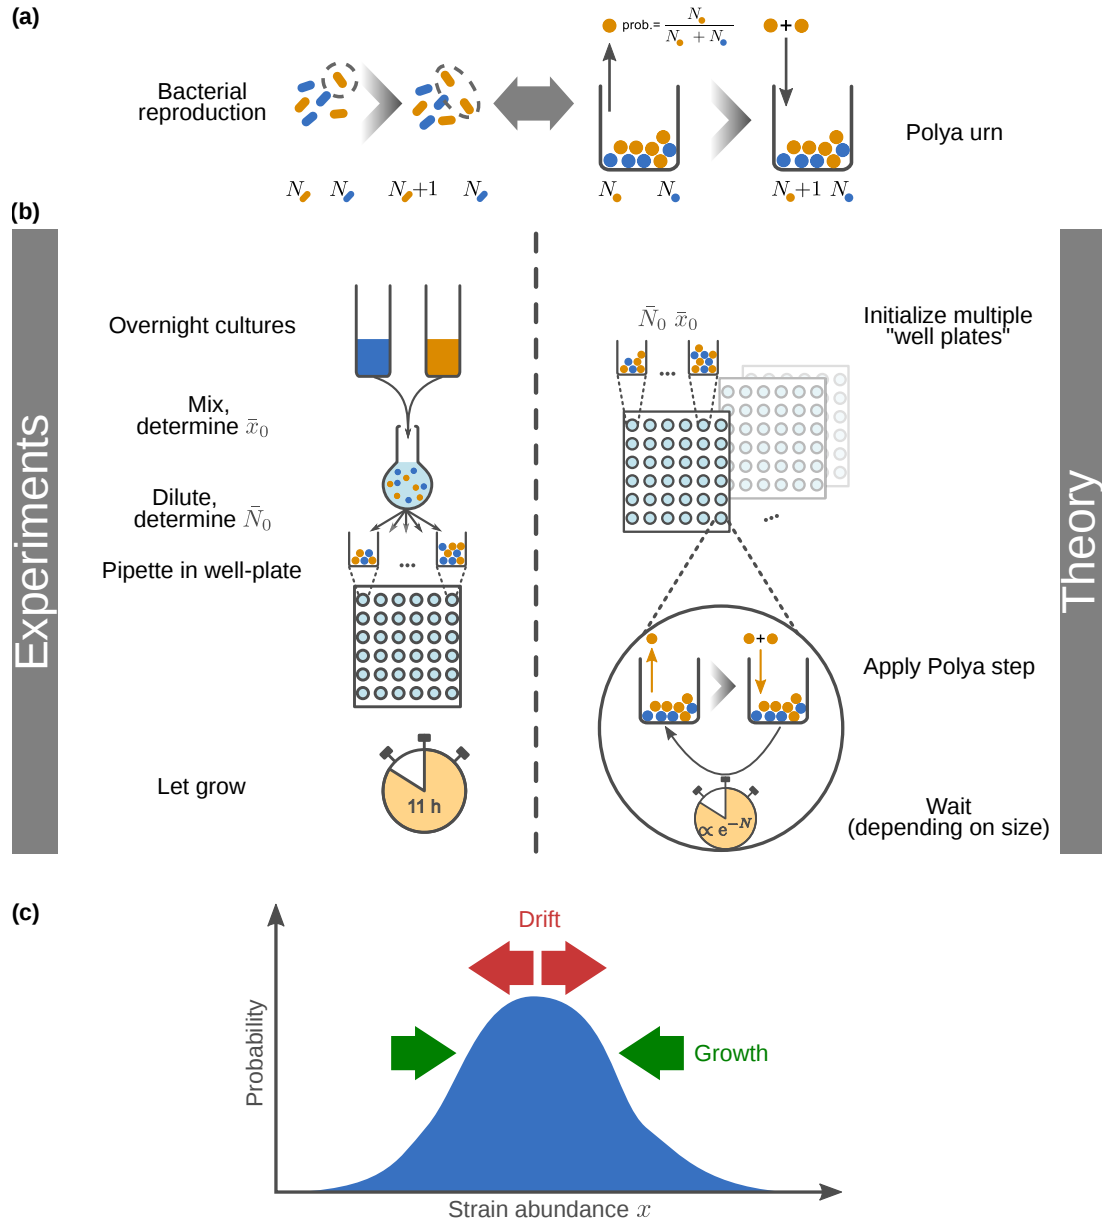 (a)
prob.= N / N + N
+
Bacterial
reproduction
Polya urn
N N
N+1 N
N N
N+1 N
(b)
Experiments
Theory
Overnight cultures
Mix,
determine x̄₀
Dilute,
determine N̄₀
Pipette in well-plate
...
Let grow
11 h
N̄₀ x̄₀
...
Initialize multiple
"well plates"
...
+
Apply Polya step
∝ e⁻ᴺ
Wait
(depending on size)
(c)
Drift
Growth
Probability
Strain abundance x